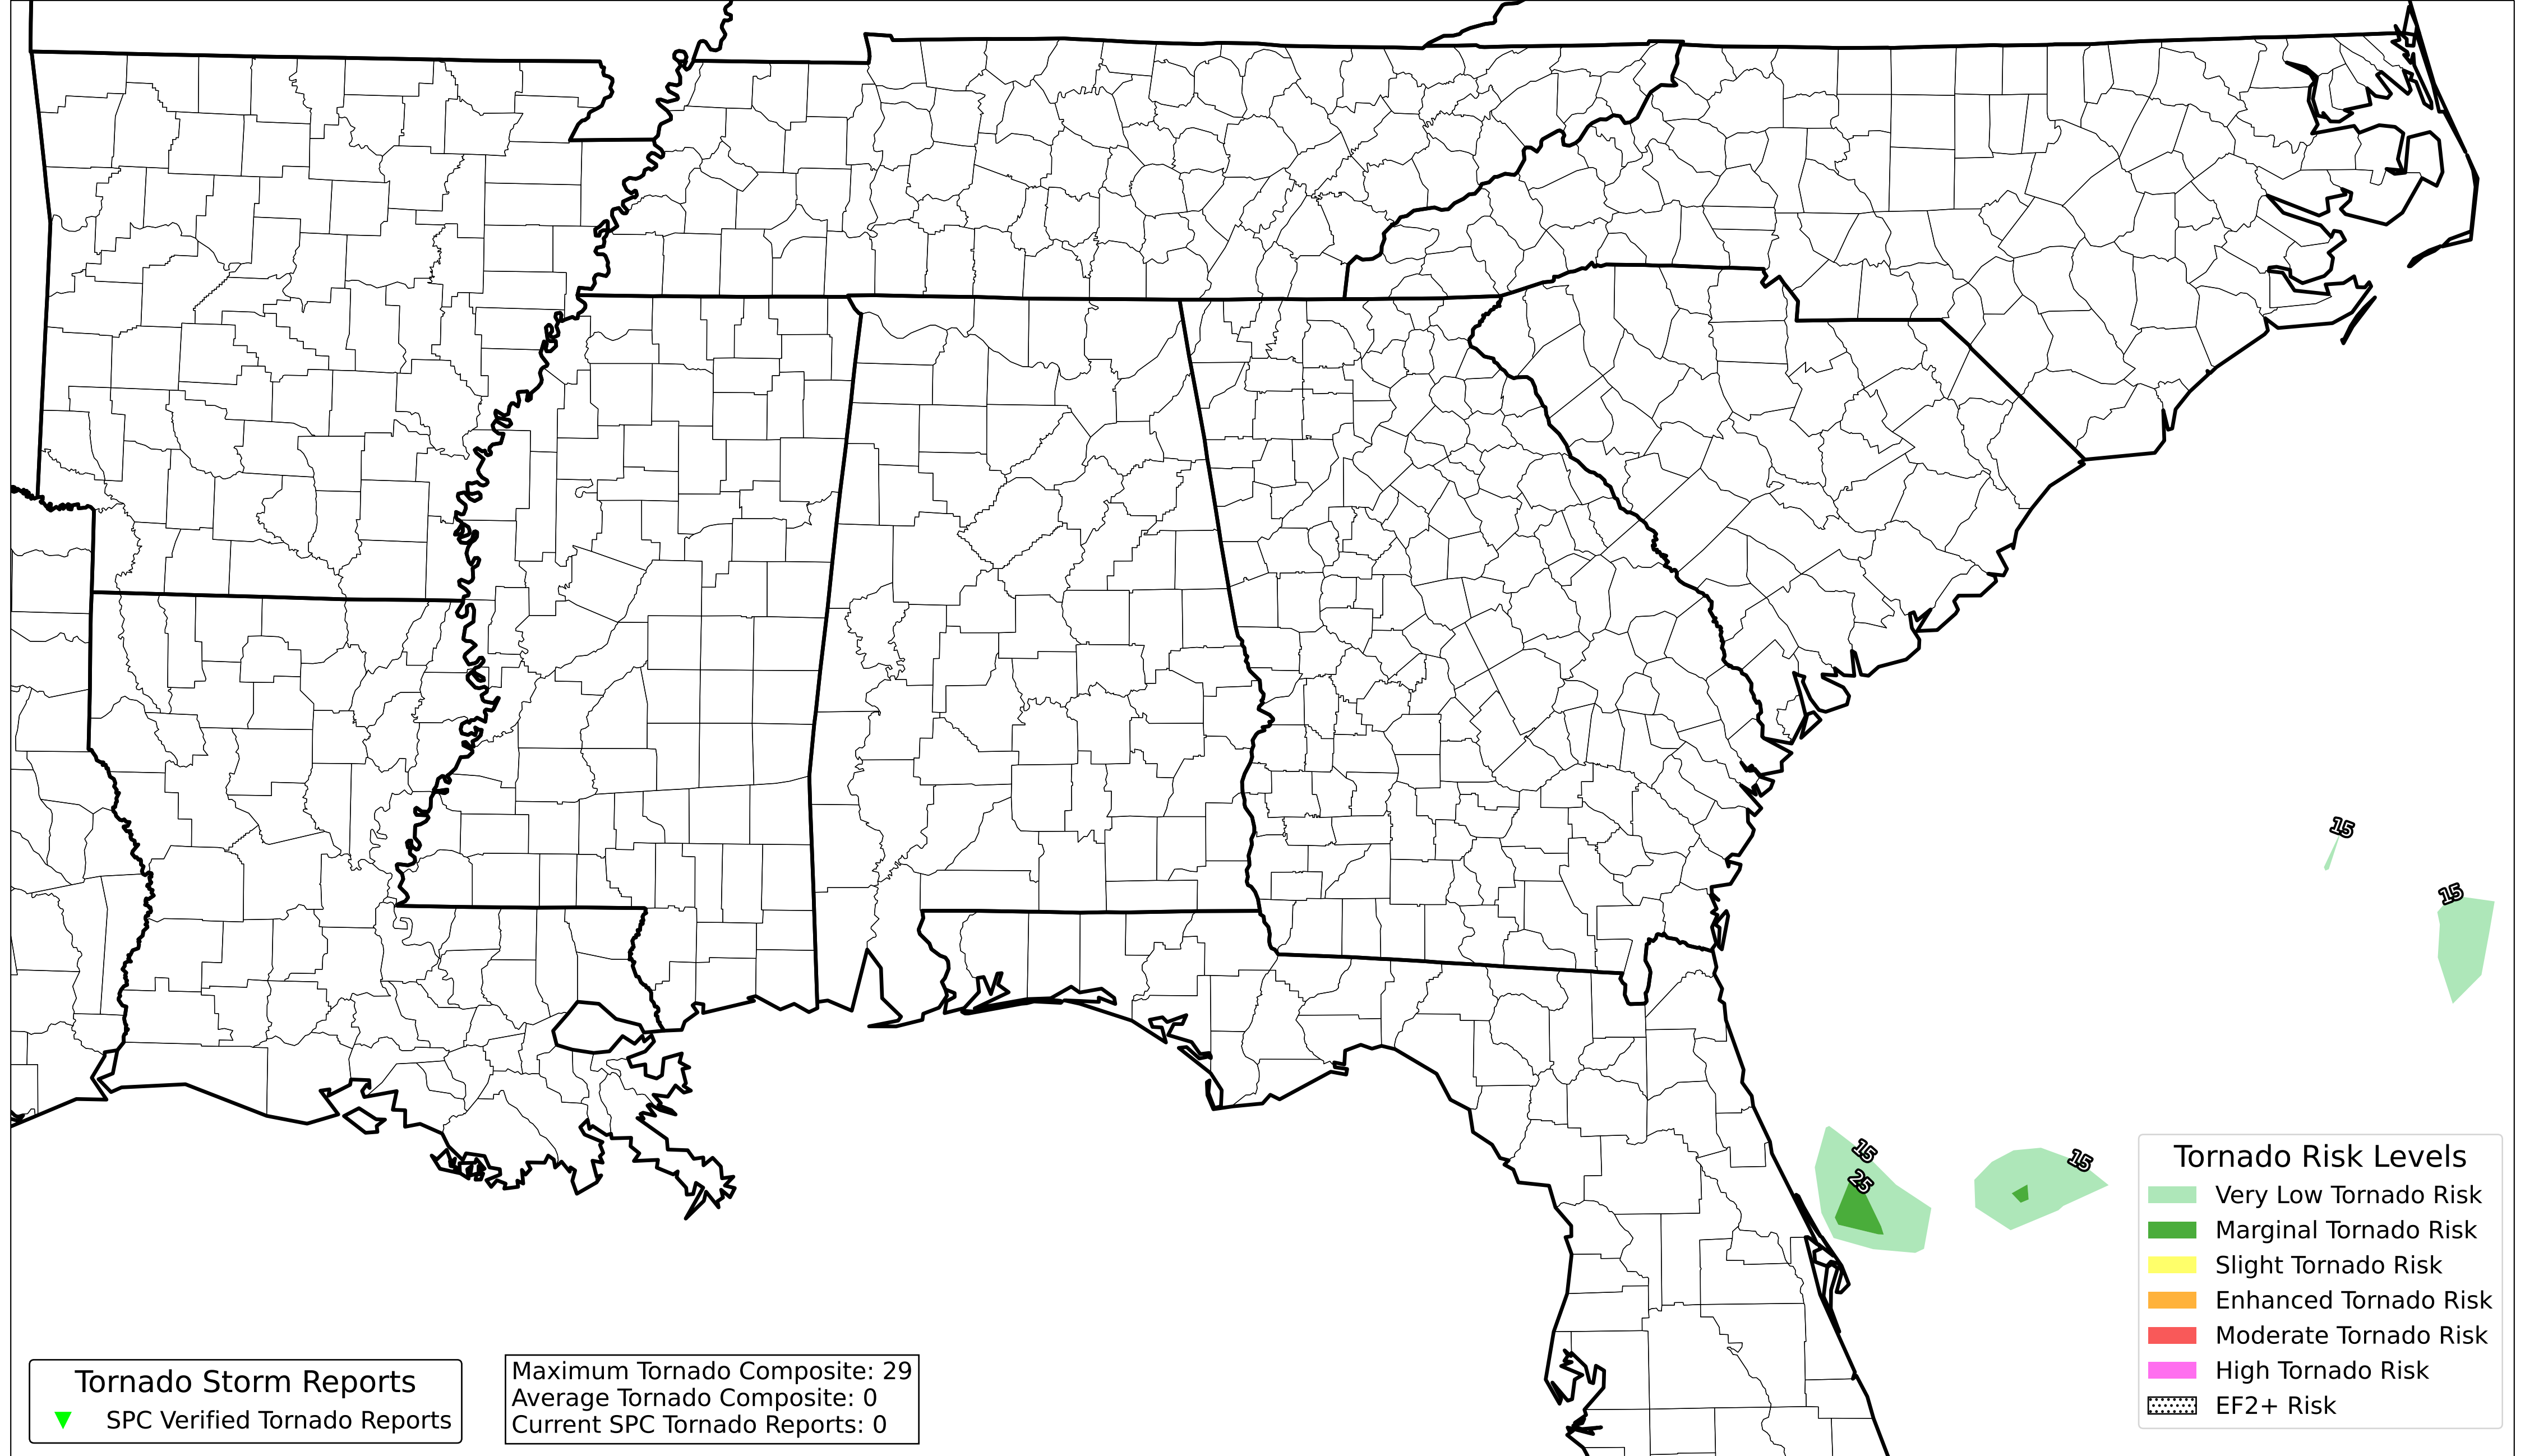 15
15
15
25
15
Tornado Risk Levels
Very Low Tornado Risk
Marginal Tornado Risk
Slight Tornado Risk
Enhanced Tornado Risk
Moderate Tornado Risk
High Tornado Risk
EF2+ Risk
Tornado Storm Reports
SPC Verified Tornado Reports
Maximum Tornado Composite: 29
Average Tornado Composite: 0
Current SPC Tornado Reports: 0